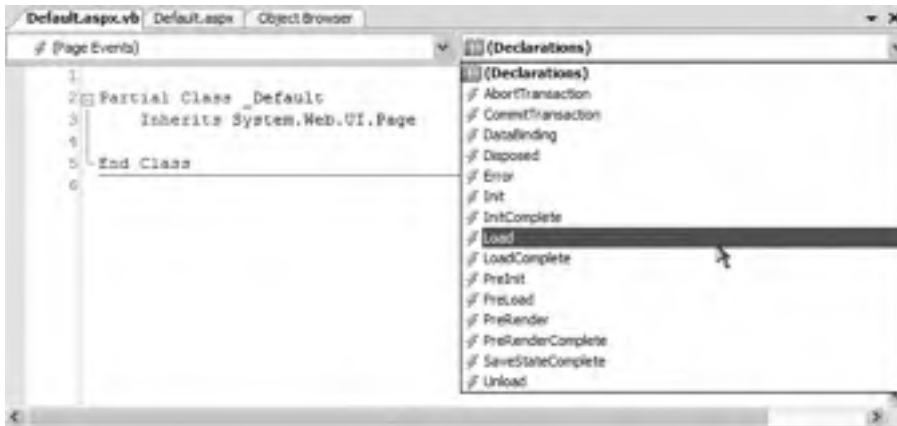 Default.aspx.vb Default.aspx Object Browser
(Page Events) (Declarations)
1
2 Partial Class _Default
3 Inherits System.Web.UI.Page
4
5 End Class
6
(Declarations)
AbortTransaction
CommitTransaction
DataBinding
Disposed
Error
Init
InitComplete
Load
LoadComplete
PreInit
PreLoad
PreRender
PreRenderComplete
SaveStateComplete
Unload